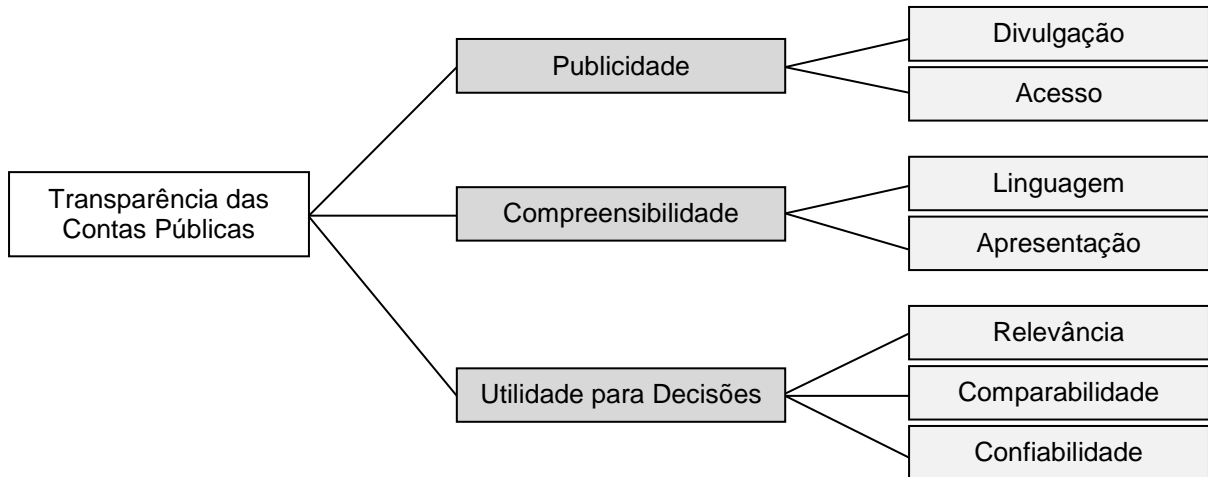 Transparência das
Contas Públicas
Publicidade
Divulgação
Acesso
Compreensibilidade
Linguagem
Apresentação
Utilidade para Decisões
Relevância
Comparabilidade
Confiabilidade